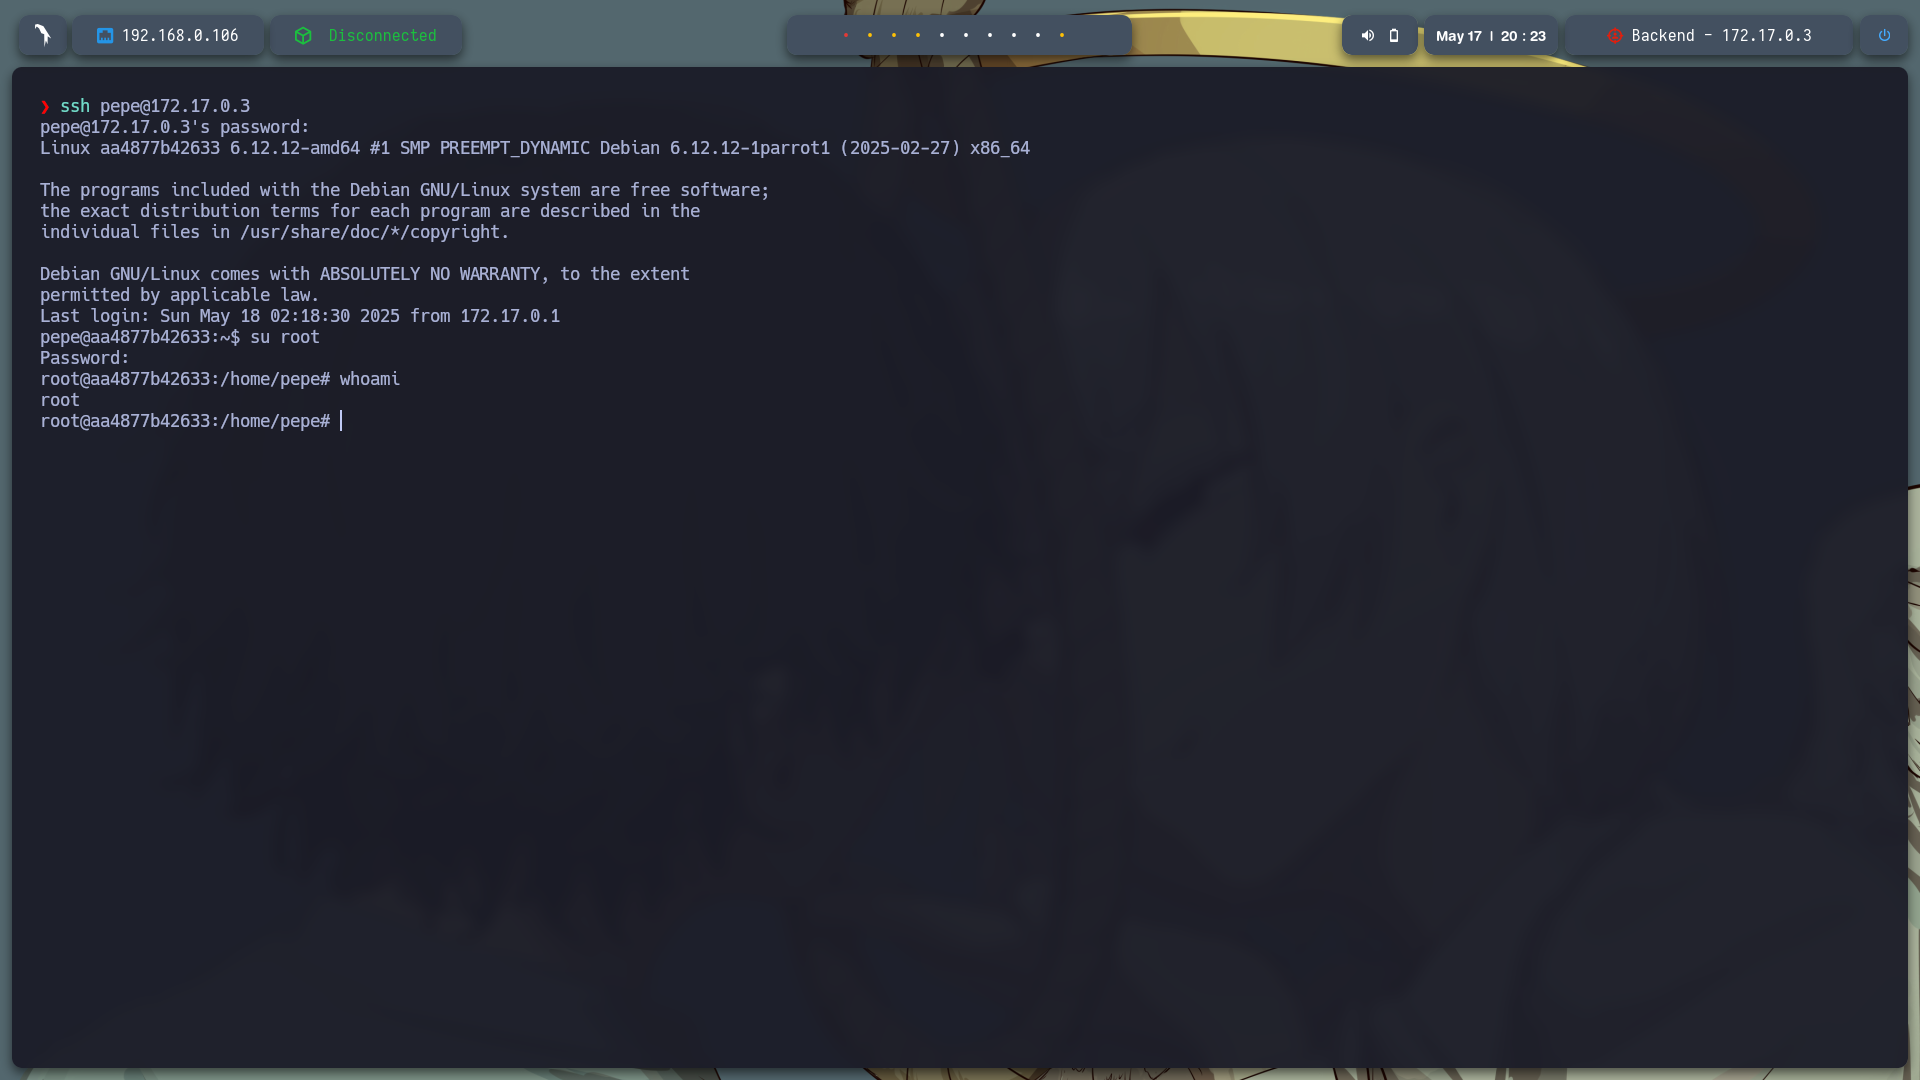 192.168.0.106
Disconnected
May 17 | 20 : 23
Backend - 172.17.0.3
❯ ssh pepe@172.17.0.3
pepe@172.17.0.3's password:
Linux aa4877b42633 6.12.12-amd64 #1 SMP PREEMPT_DYNAMIC Debian 6.12.12-1parrot1 (2025-02-27) x86_64
The programs included with the Debian GNU/Linux system are free software;
the exact distribution terms for each program are described in the
individual files in /usr/share/doc/*/copyright.
Debian GNU/Linux comes with ABSOLUTELY NO WARRANTY, to the extent
permitted by applicable law.
Last login: Sun May 18 02:18:30 2025 from 172.17.0.1
pepe@aa4877b42633:~$ su root
Password:
root@aa4877b42633:/home/pepe# whoami
root
root@aa4877b42633:/home/pepe#